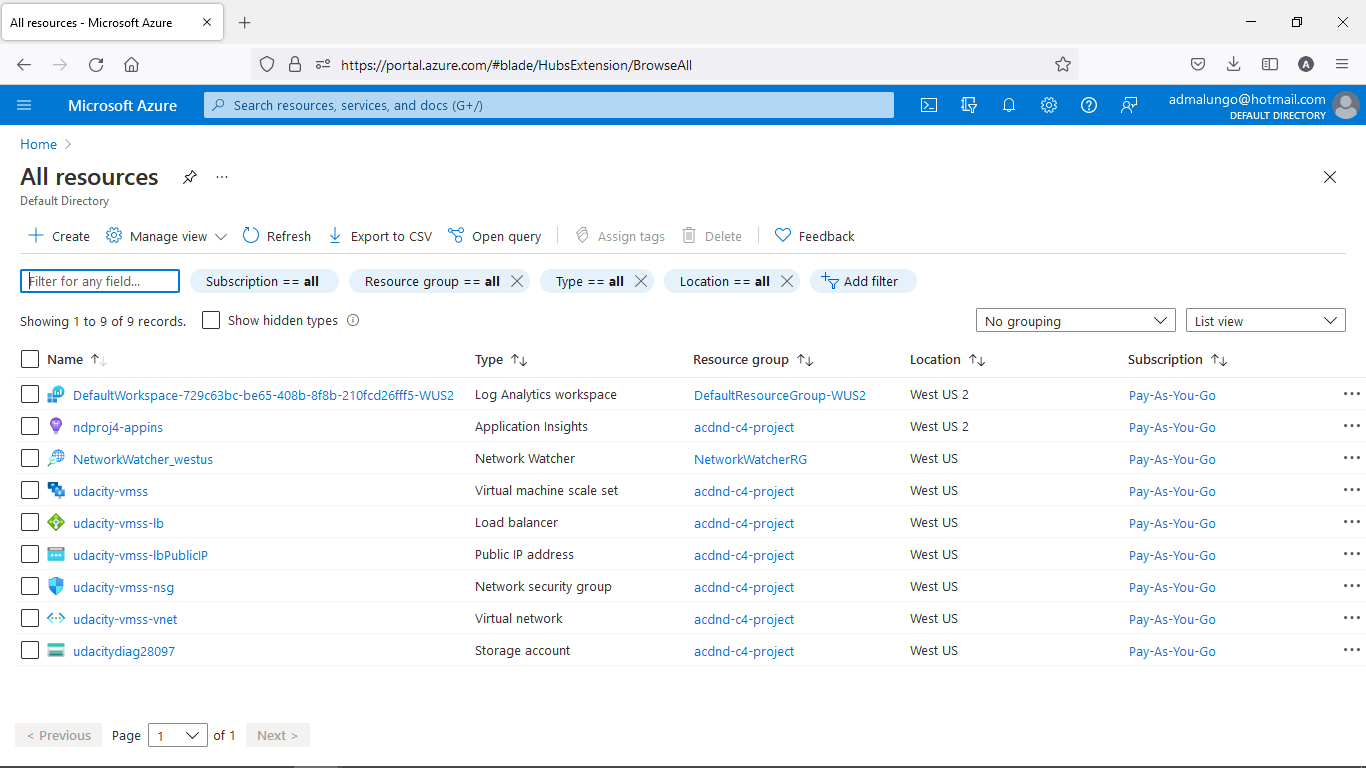 All resources - Microsoft Azure
https://portal.azure.com/#blade/HubsExtension/BrowseAll
A
Microsoft Azure
Search resources, services, and docs (G+/)
admalungo@hotmail.com
DEFAULT DIRECTORY
Home
All resources
Default Directory
Create Manage view Refresh Export to CSV Open query Assign tags Delete Feedback
Filter for any field... Subscription == all Resource group == all Type == all Location == all Add filter
Showing 1 to 9 of 9 records. Show hidden types No grouping List view
Name Type Resource group Location Subscription
DefaultWorkspace-729c63bc-be65-408b-8f8b-210fcd26fff5-WUS2 Log Analytics workspace DefaultResourceGroup-WUS2 West US 2 Pay-As-You-Go
ndproj4-appins Application Insights acdnd-c4-project West US 2 Pay-As-You-Go
NetworkWatcher_westus Network Watcher NetworkWatcherRG West US Pay-As-You-Go
udacity-vmss Virtual machine scale set acdnd-c4-project West US Pay-As-You-Go
udacity-vmss-lb Load balancer acdnd-c4-project West US Pay-As-You-Go
udacity-vmss-lbPublicIP Public IP address acdnd-c4-project West US Pay-As-You-Go
udacity-vmss-nsg Network security group acdnd-c4-project West US Pay-As-You-Go
udacity-vmss-vnet Virtual network acdnd-c4-project West US Pay-As-You-Go
udacitydiag28097 Storage account acdnd-c4-project West US Pay-As-You-Go
< Previous Page 1 of 1 Next >